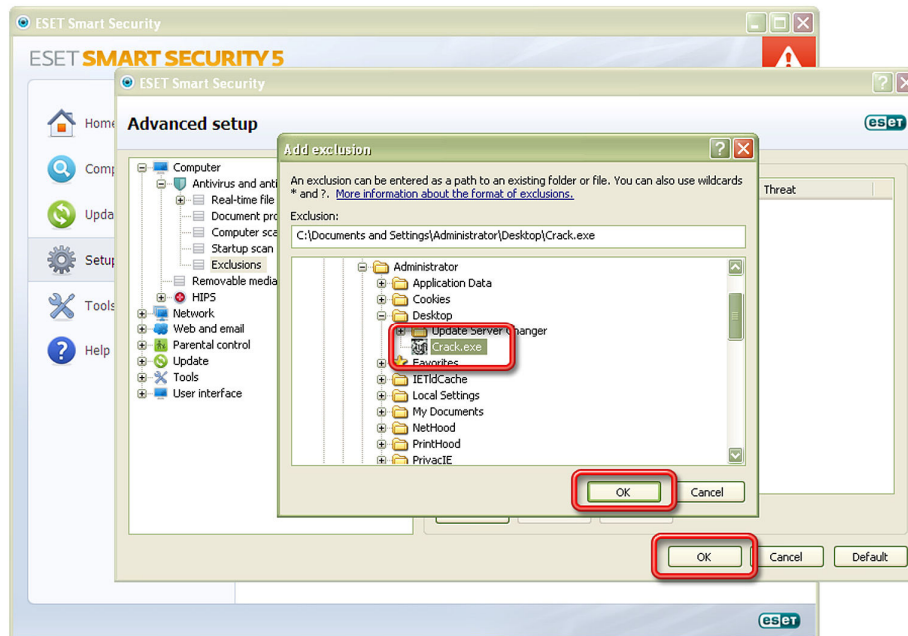 ESET Smart Security
ESET SMART SECURITY 5
ESET Smart Security
Advanced setup
eset
Home
Comp
Upda
Setup
Tools
Help
Computer
Antivirus and anti
Real-time file
Document pro
Computer sca
Startup scan
Exclusions
Removable media
HIPS
Network
Web and email
Parental control
Update
Tools
User interface
Threat
Add exclusion
An exclusion can be entered as a path to an existing folder or file. You can also use wildcards
* and ?. More information about the format of exclusions.
Exclusion:
C:\Documents and Settings\Administrator\Desktop\Crack.exe
Administrator
Application Data
Cookies
Desktop
Update Server Changer
Crack.exe
Favorites
IETldCache
Local Settings
My Documents
NetHood
PrintHood
PrivacIE
OK
Cancel
OK
Cancel
Default
eset